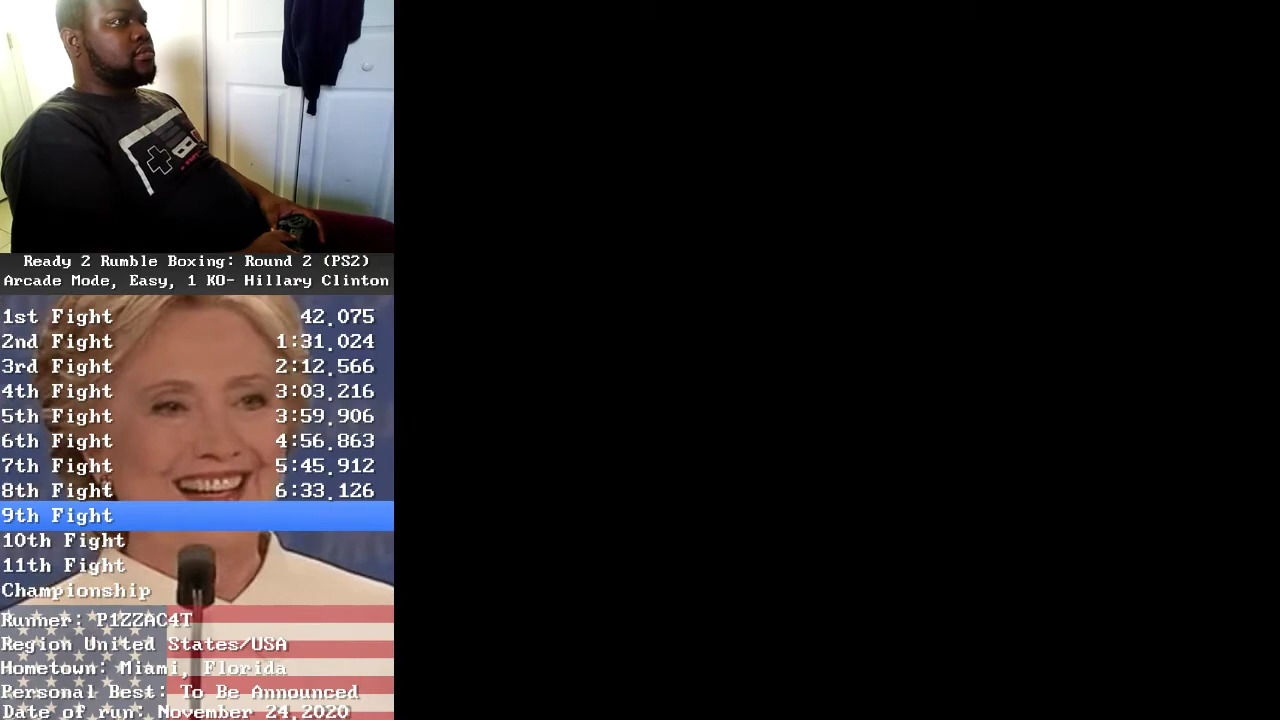 Ready 2 Rumble Boxing: Round 2 (PS2)
Arcade Mode, Easy, 1 KO- Hillary Clinton
1st Fight 42.075
2nd Fight 1:31.024
3rd Fight 2:12.566
4th Fight 3:03.216
5th Fight 3:59.906
6th Fight 4:56.863
7th Fight 5:45.912
8th Fight 6:33.126
9th Fight
10th Fight
11th Fight
Championship
Runner: P1ZZAC4T
Region United States/USA
Hometown: Miami, Florida
Personal Best: To Be Announced
Date of run: November 24,2020